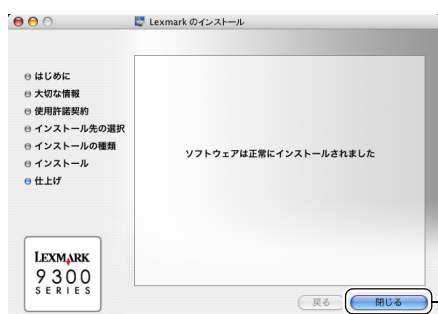 Lexmark のインストール
はじめに
大切な情報
使用許諾契約
インストール先の選択
インストールの種類
インストール
仕上げ
ソフトウェアは正常にインストールされました
LEXMARK
9300
SERIES
戻る
閉じる